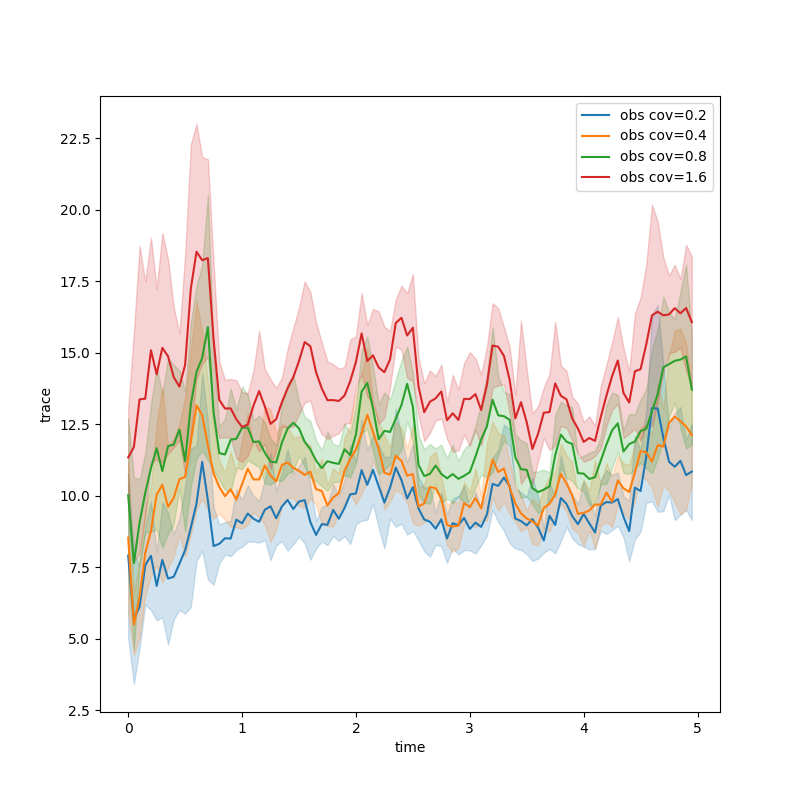 obs cov=0.2
obs cov=0.4
obs cov=0.8
obs cov=1.6
22.5
20.0
17.5
15.0
12.5
10.0
7.5
5.0
2.5
trace
0 1 2 3 4 5
time